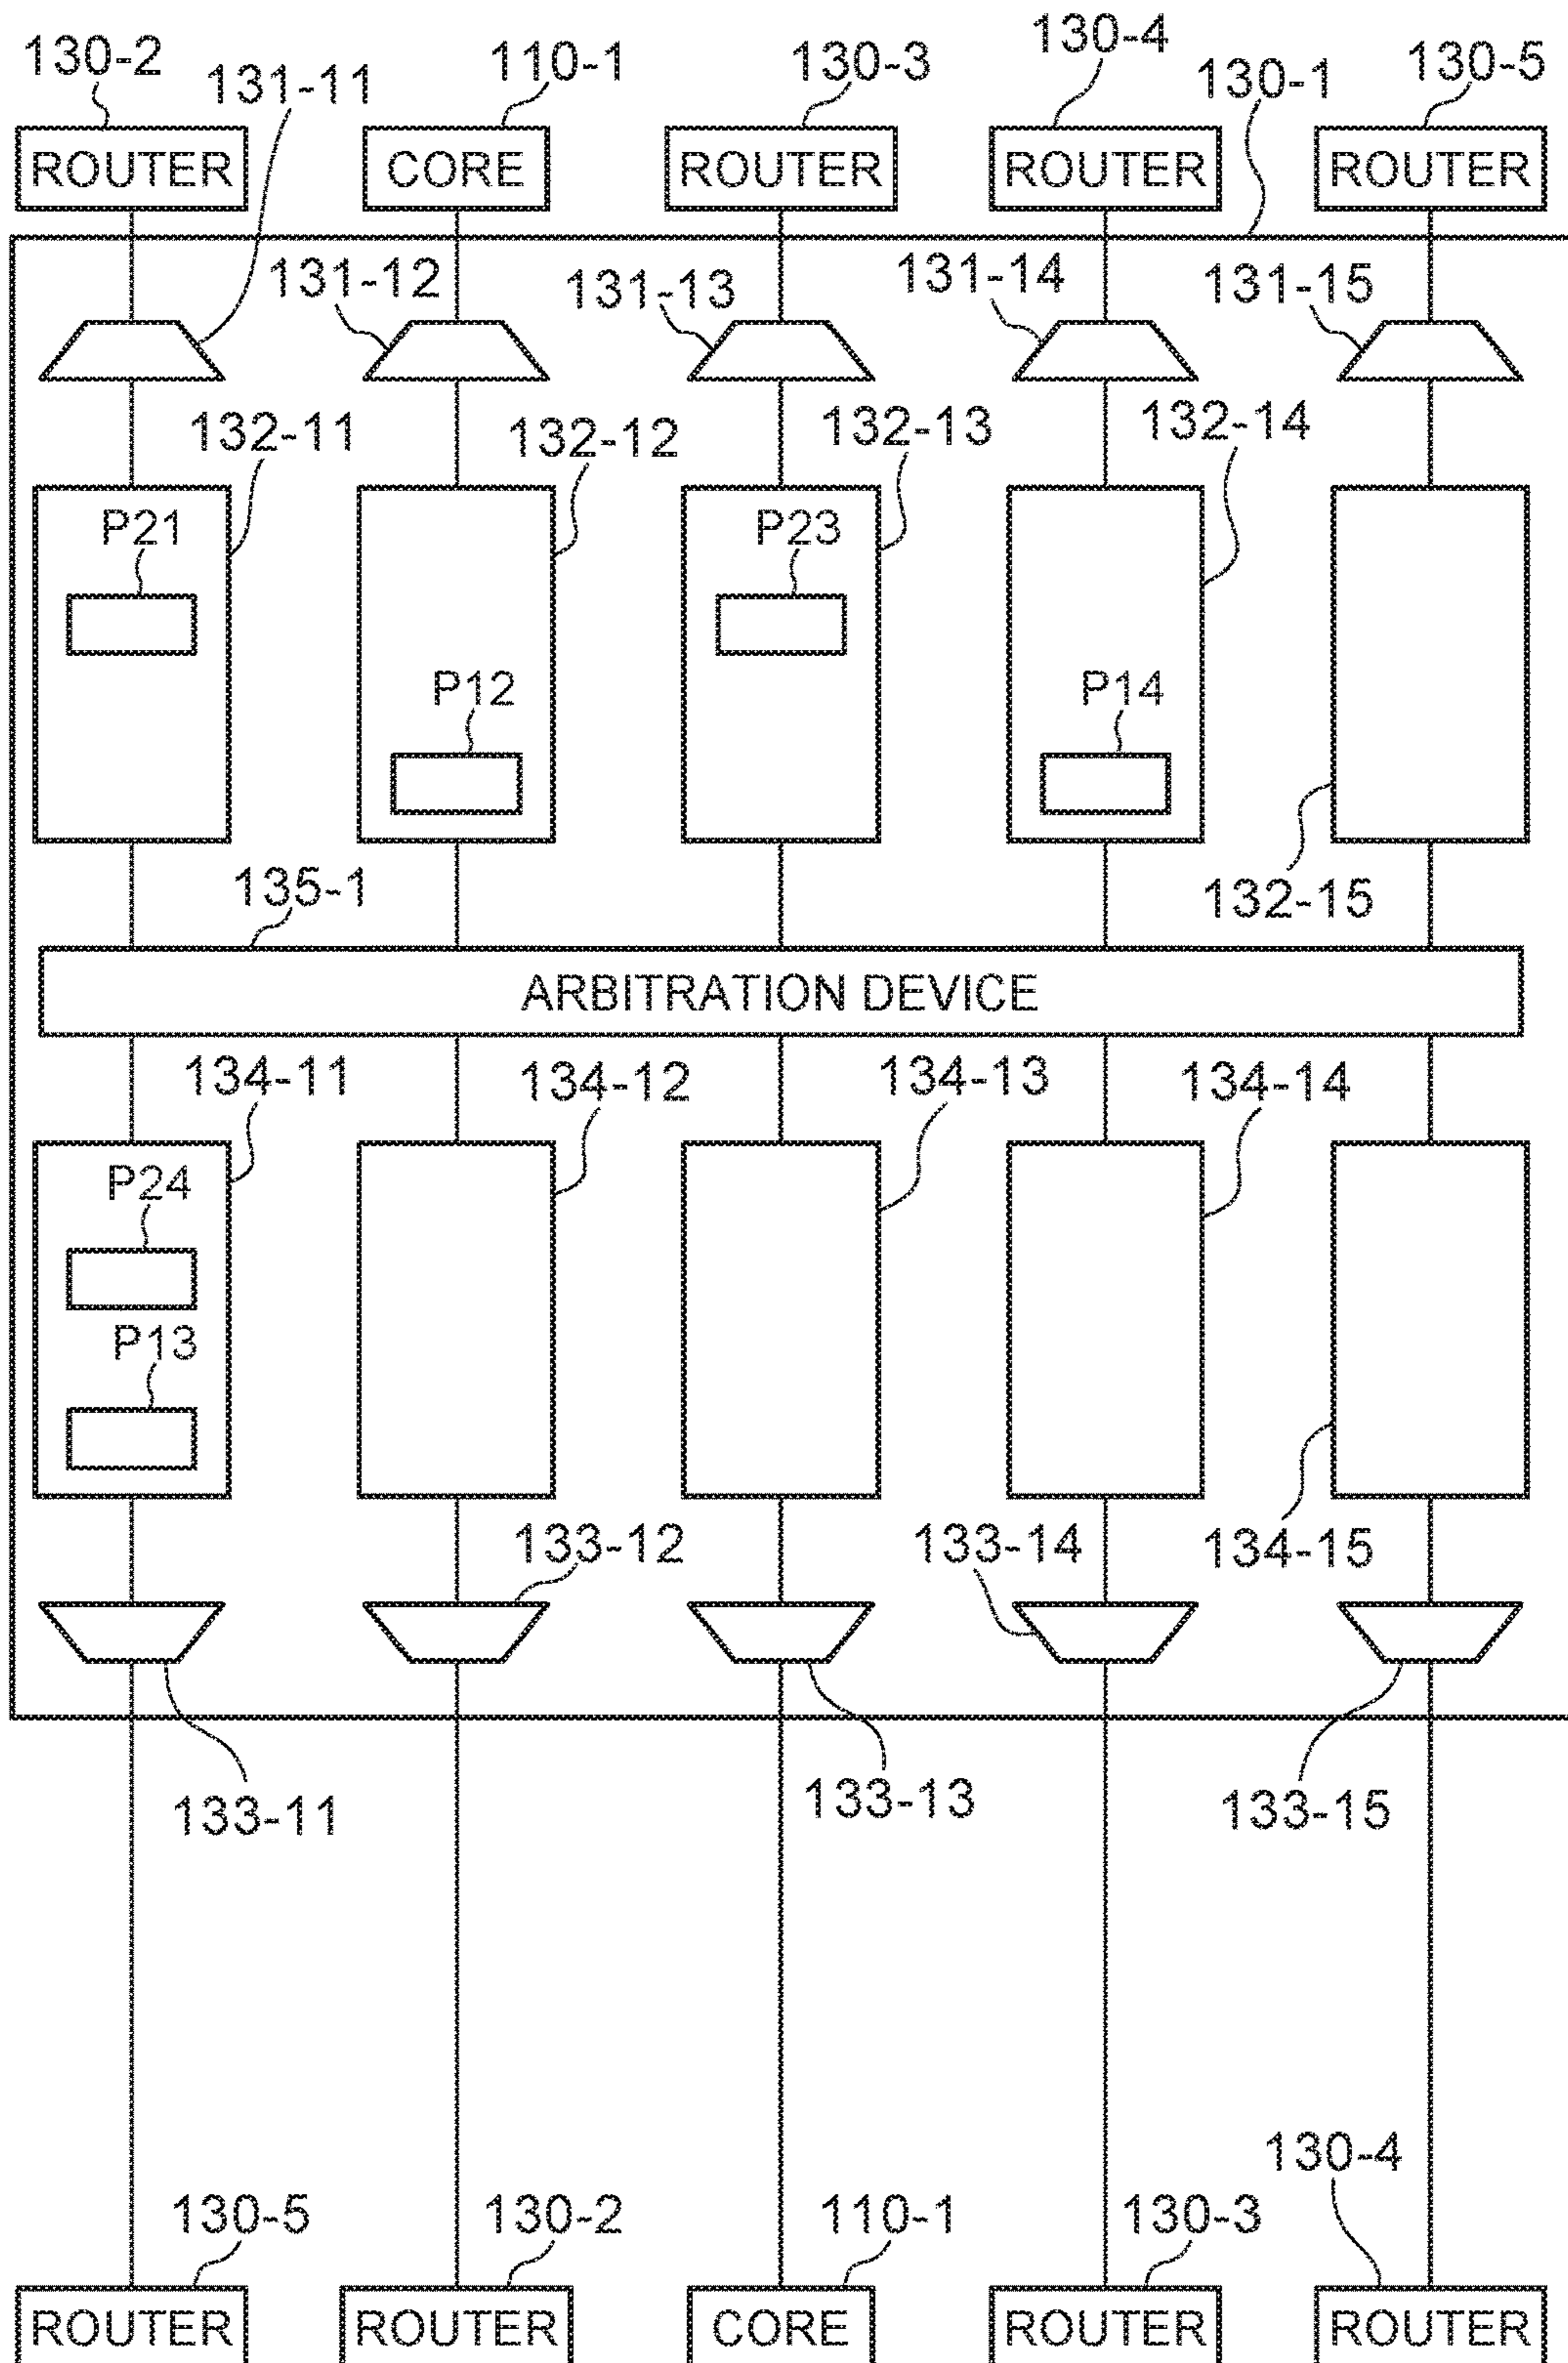 130-2
131-11
110-1
130-3
130-4
130-1
130-5
ROUTER
CORE
ROUTER
ROUTER
ROUTER
131-12
131-13
131-14
131-15
132-11
132-12
132-13
132-14
P21
P23
P12
P14
135-1
132-15
ARBITRATION DEVICE
134-11
134-12
134-13
134-14
P24
P13
133-12
133-14
134-15
133-11
133-13
133-15
130-5
130-2
110-1
130-3
130-4
ROUTER
ROUTER
CORE
ROUTER
ROUTER